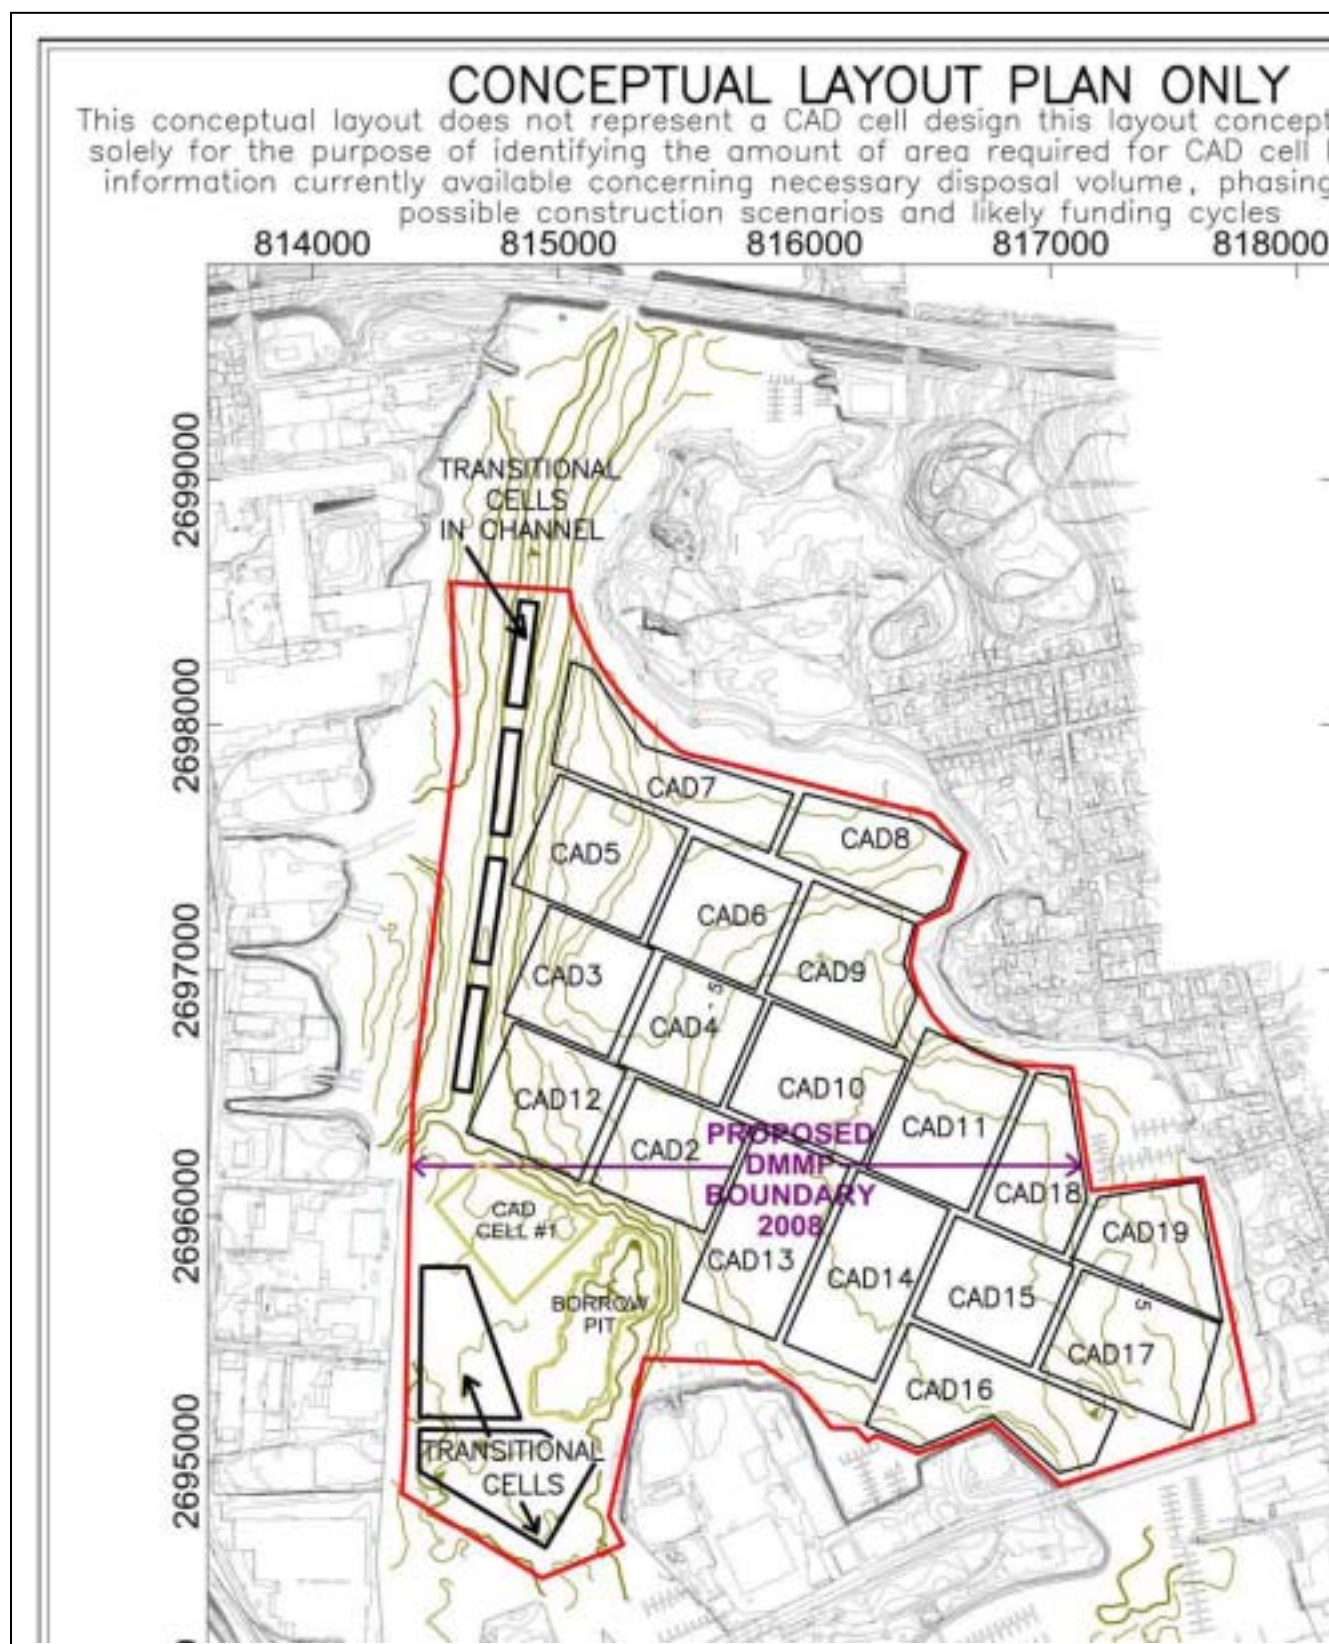 CONCEPTUAL LAYOUT PLAN ONLY
This conceptual layout does not represent a CAD cell design this layout concept
solely for the purpose of identifying the amount of area required for CAD cell
information currently available concerning necessary disposal volume, phasing
possible construction scenarios and likely funding cycles
814000 815000 816000 817000 818000
2699000
TRANSITIONAL
CELLS
IN CHANNEL
2698000
CAD7
CAD8
CAD5
CAD6
2697000
CAD3
CAD9
-5
CAD4
CAD10
CAD12
CAD11
CAD2
PROPOSED
DMMP
BOUNDARY
2008
CAD18
2696000
CAD
CELL #1
CAD19
CAD13
CAD14
CAD15
-5
BORROW
PIT
CAD17
CAD16
2695000
TRANSITIONAL
CELLS